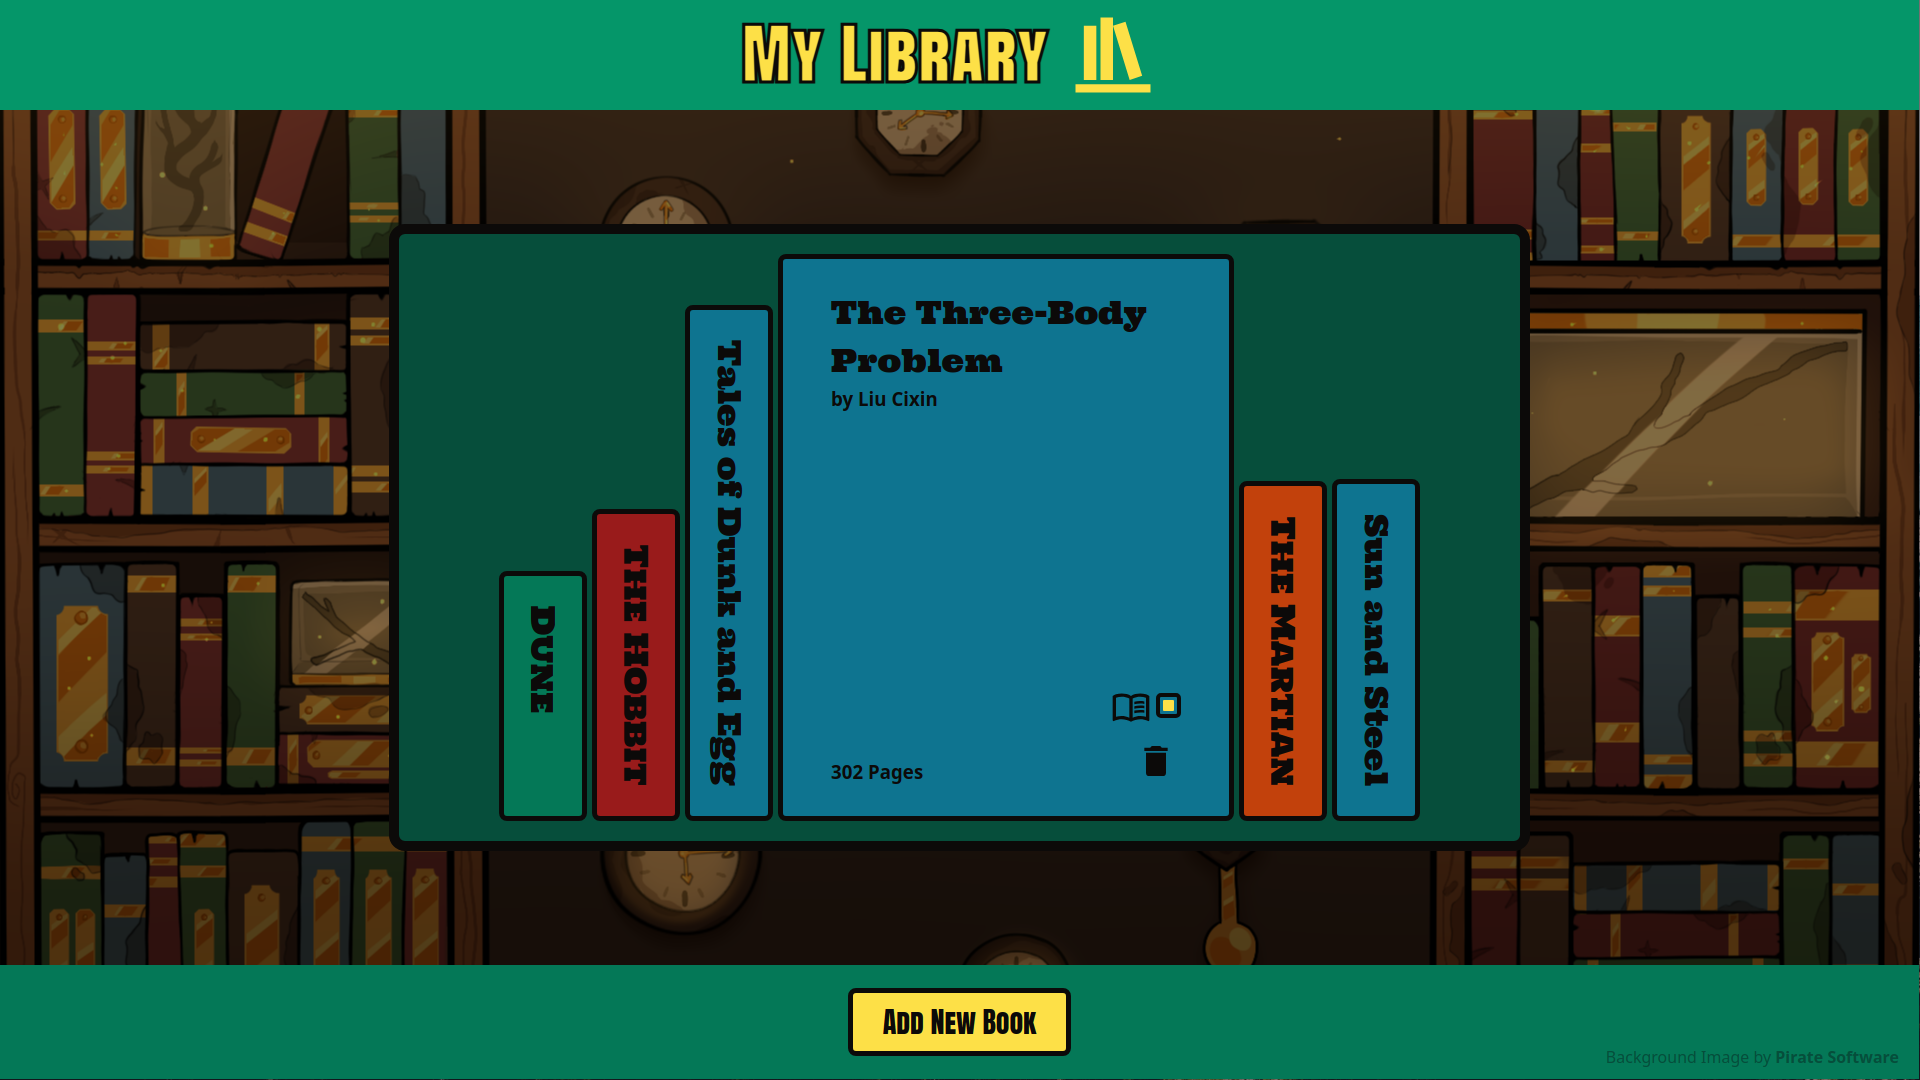 My Library
DUNE
THE HOBBIT
Tales of Dunk and Egg
The Three-Body
Problem
by Liu Cixin
302 Pages
THE MARTIAN
Sun and Steel
Add New Book
Background Image by Pirate Software